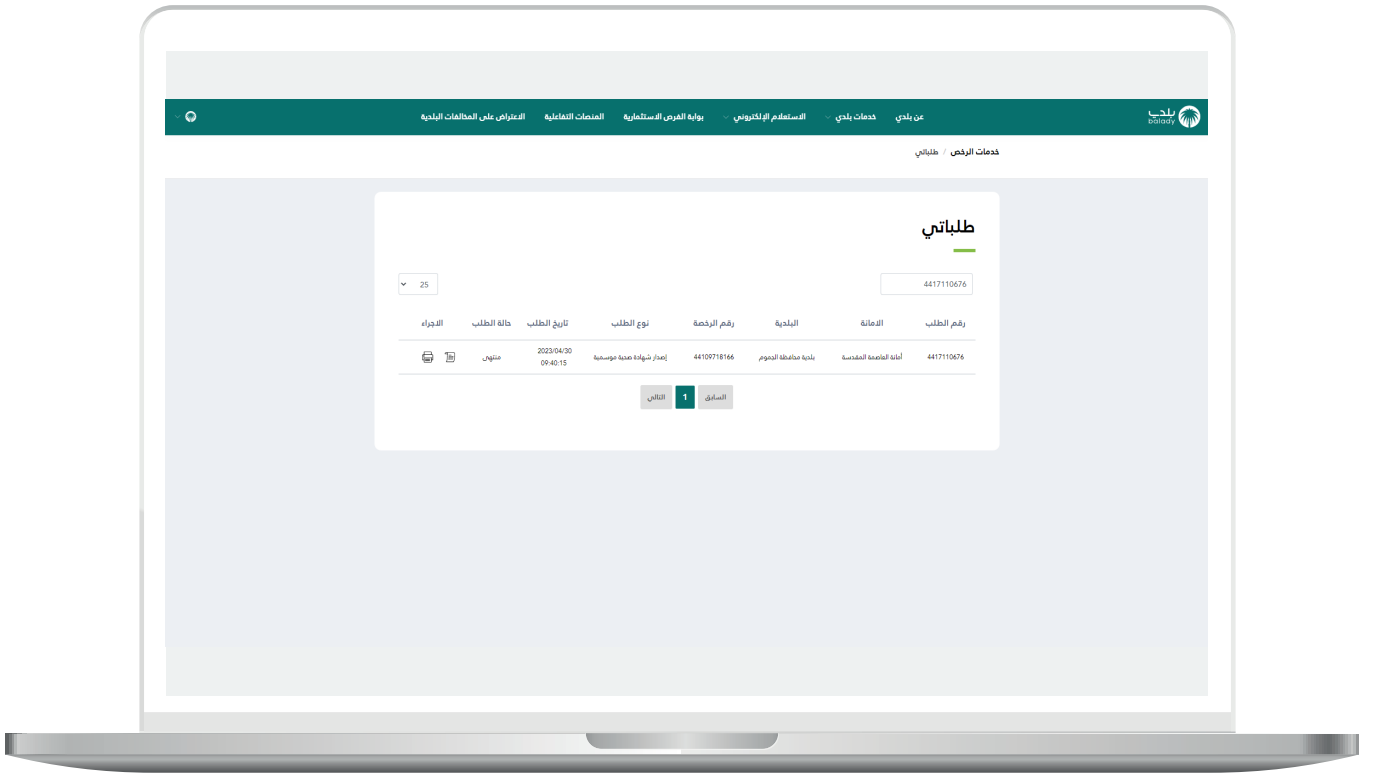 بلدي
balady
عن بلدي
خدمات بلدي
الاستعلام الإلكتروني
بوابة الفرص الاستثمارية
المنصات التفاعلية
الاعتراض على المخالفات البلدية
خدمات الرخص / طلباتي
طلباتي
4417110676
25
رقم الطلب الامانة البلدية رقم الرخصة نوع الطلب تاريخ الطلب حالة الطلب الاجراء
4417110676 أمانة العاصمة المقدسة بلدية محافظة الجموم 44109718166 إصدار شهادة صحية موسمية 2023/04/30 09:40:15 منتهى
السابق 1 التالي